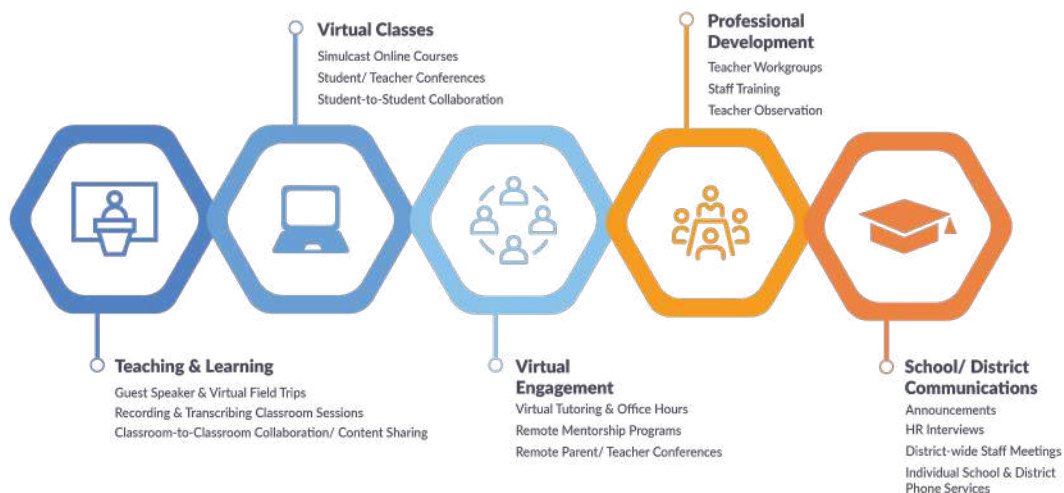 Virtual Classes
Simulcast Online Courses
Student/ Teacher Conferences
Student-to-Student Collaboration
Professional
Development
Teacher Workgroups
Staff Training
Teacher Observation
Teaching & Learning
Guest Speaker & Virtual Field Trips
Recording & Transcribing Classroom Sessions
Classroom-to-Classroom Collaboration/ Content Sharing
Virtual
Engagement
Virtual Tutoring & Office Hours
Remote Mentorship Programs
Remote Parent/ Teacher Conferences
School/ District
Communications
Announcements
HR Interviews
District-wide Staff Meetings
Individual School & District
Phone Services